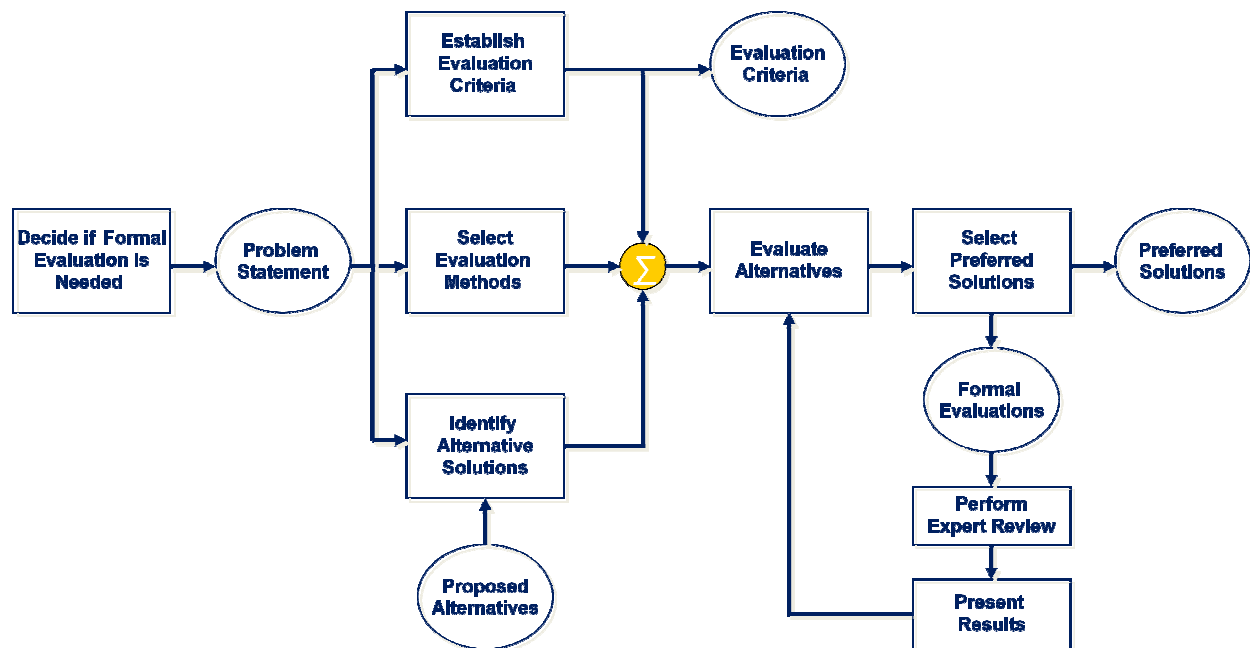 Establish
Evaluation
Criteria
Evaluation
Criteria
Decide if Formal
Evaluation is
Needed
Problem
Statement
Select
Evaluation
Methods
Σ
Evaluate
Alternatives
Select
Preferred
Solutions
Preferred
Solutions
Identify
Alternative
Solutions
Formal
Evaluations
Perform
Expert Review
Proposed
Alternatives
Present
Results